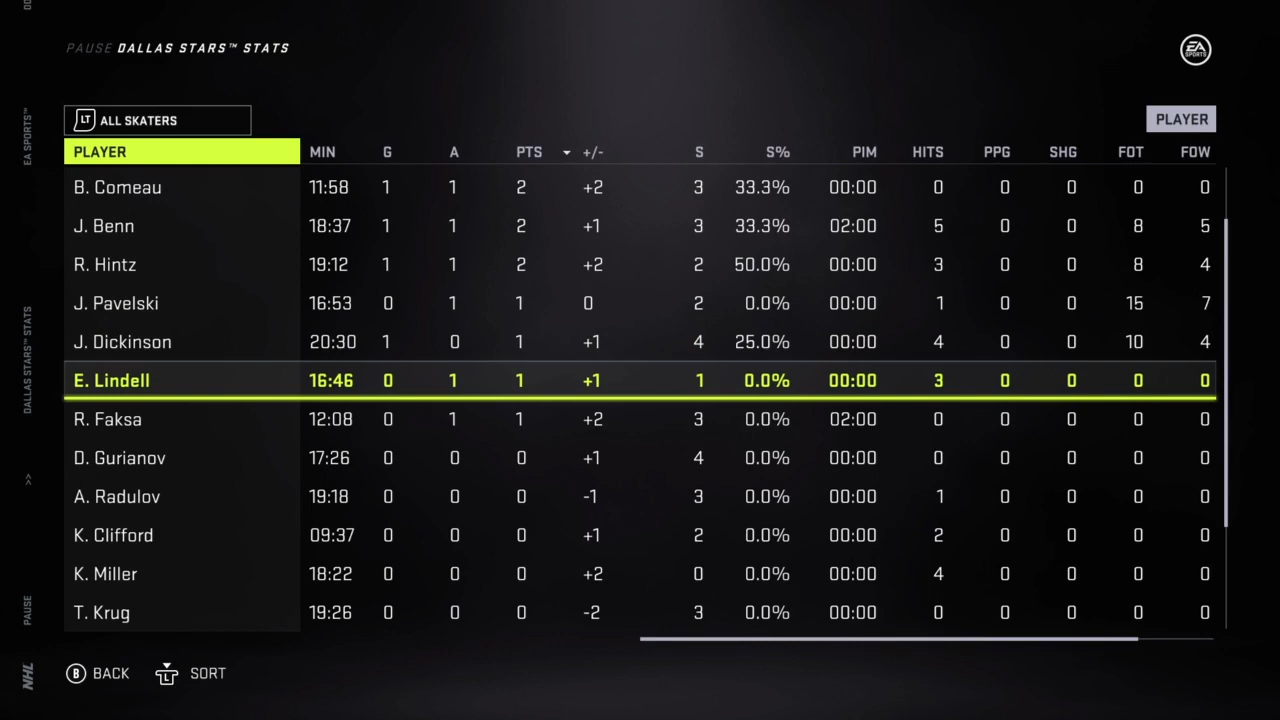 PAUSE DALLAS STARS™ STATS
EA SPORTS
LT ALL SKATERS
PLAYER
PLAYER MIN G A PTS +/- S S% PIM HITS PPG SHG FOT FOW
B. Comeau 11:58 1 1 2 +2 3 33.3% 00:00 0 0 0 0 0
J. Benn 18:37 1 1 2 +1 3 33.3% 02:00 5 0 0 8 5
R. Hintz 19:12 1 1 2 +2 2 50.0% 00:00 3 0 0 8 4
J. Pavelski 16:53 0 1 1 0 2 0.0% 00:00 1 0 0 15 7
J. Dickinson 20:30 1 0 1 +1 4 25.0% 00:00 4 0 0 10 4
E. Lindell 16:46 0 1 1 +1 1 0.0% 00:00 3 0 0 0 0
R. Faksa 12:08 0 1 1 +2 3 0.0% 02:00 0 0 0 0 0
D. Gurianov 17:26 0 0 0 +1 4 0.0% 00:00 0 0 0 0 0
A. Radulov 19:18 0 0 0 -1 3 0.0% 00:00 1 0 0 0 0
K. Clifford 09:37 0 0 0 +1 2 0.0% 00:00 2 0 0 0 0
K. Miller 18:22 0 0 0 +2 0 0.0% 00:00 4 0 0 0 0
T. Krug 19:26 0 0 0 -2 3 0.0% 00:00 0 0 0 0 0
B BACK L SORT
NHL PAUSE >> DALLAS STARS™ STATS EA SPORTS™